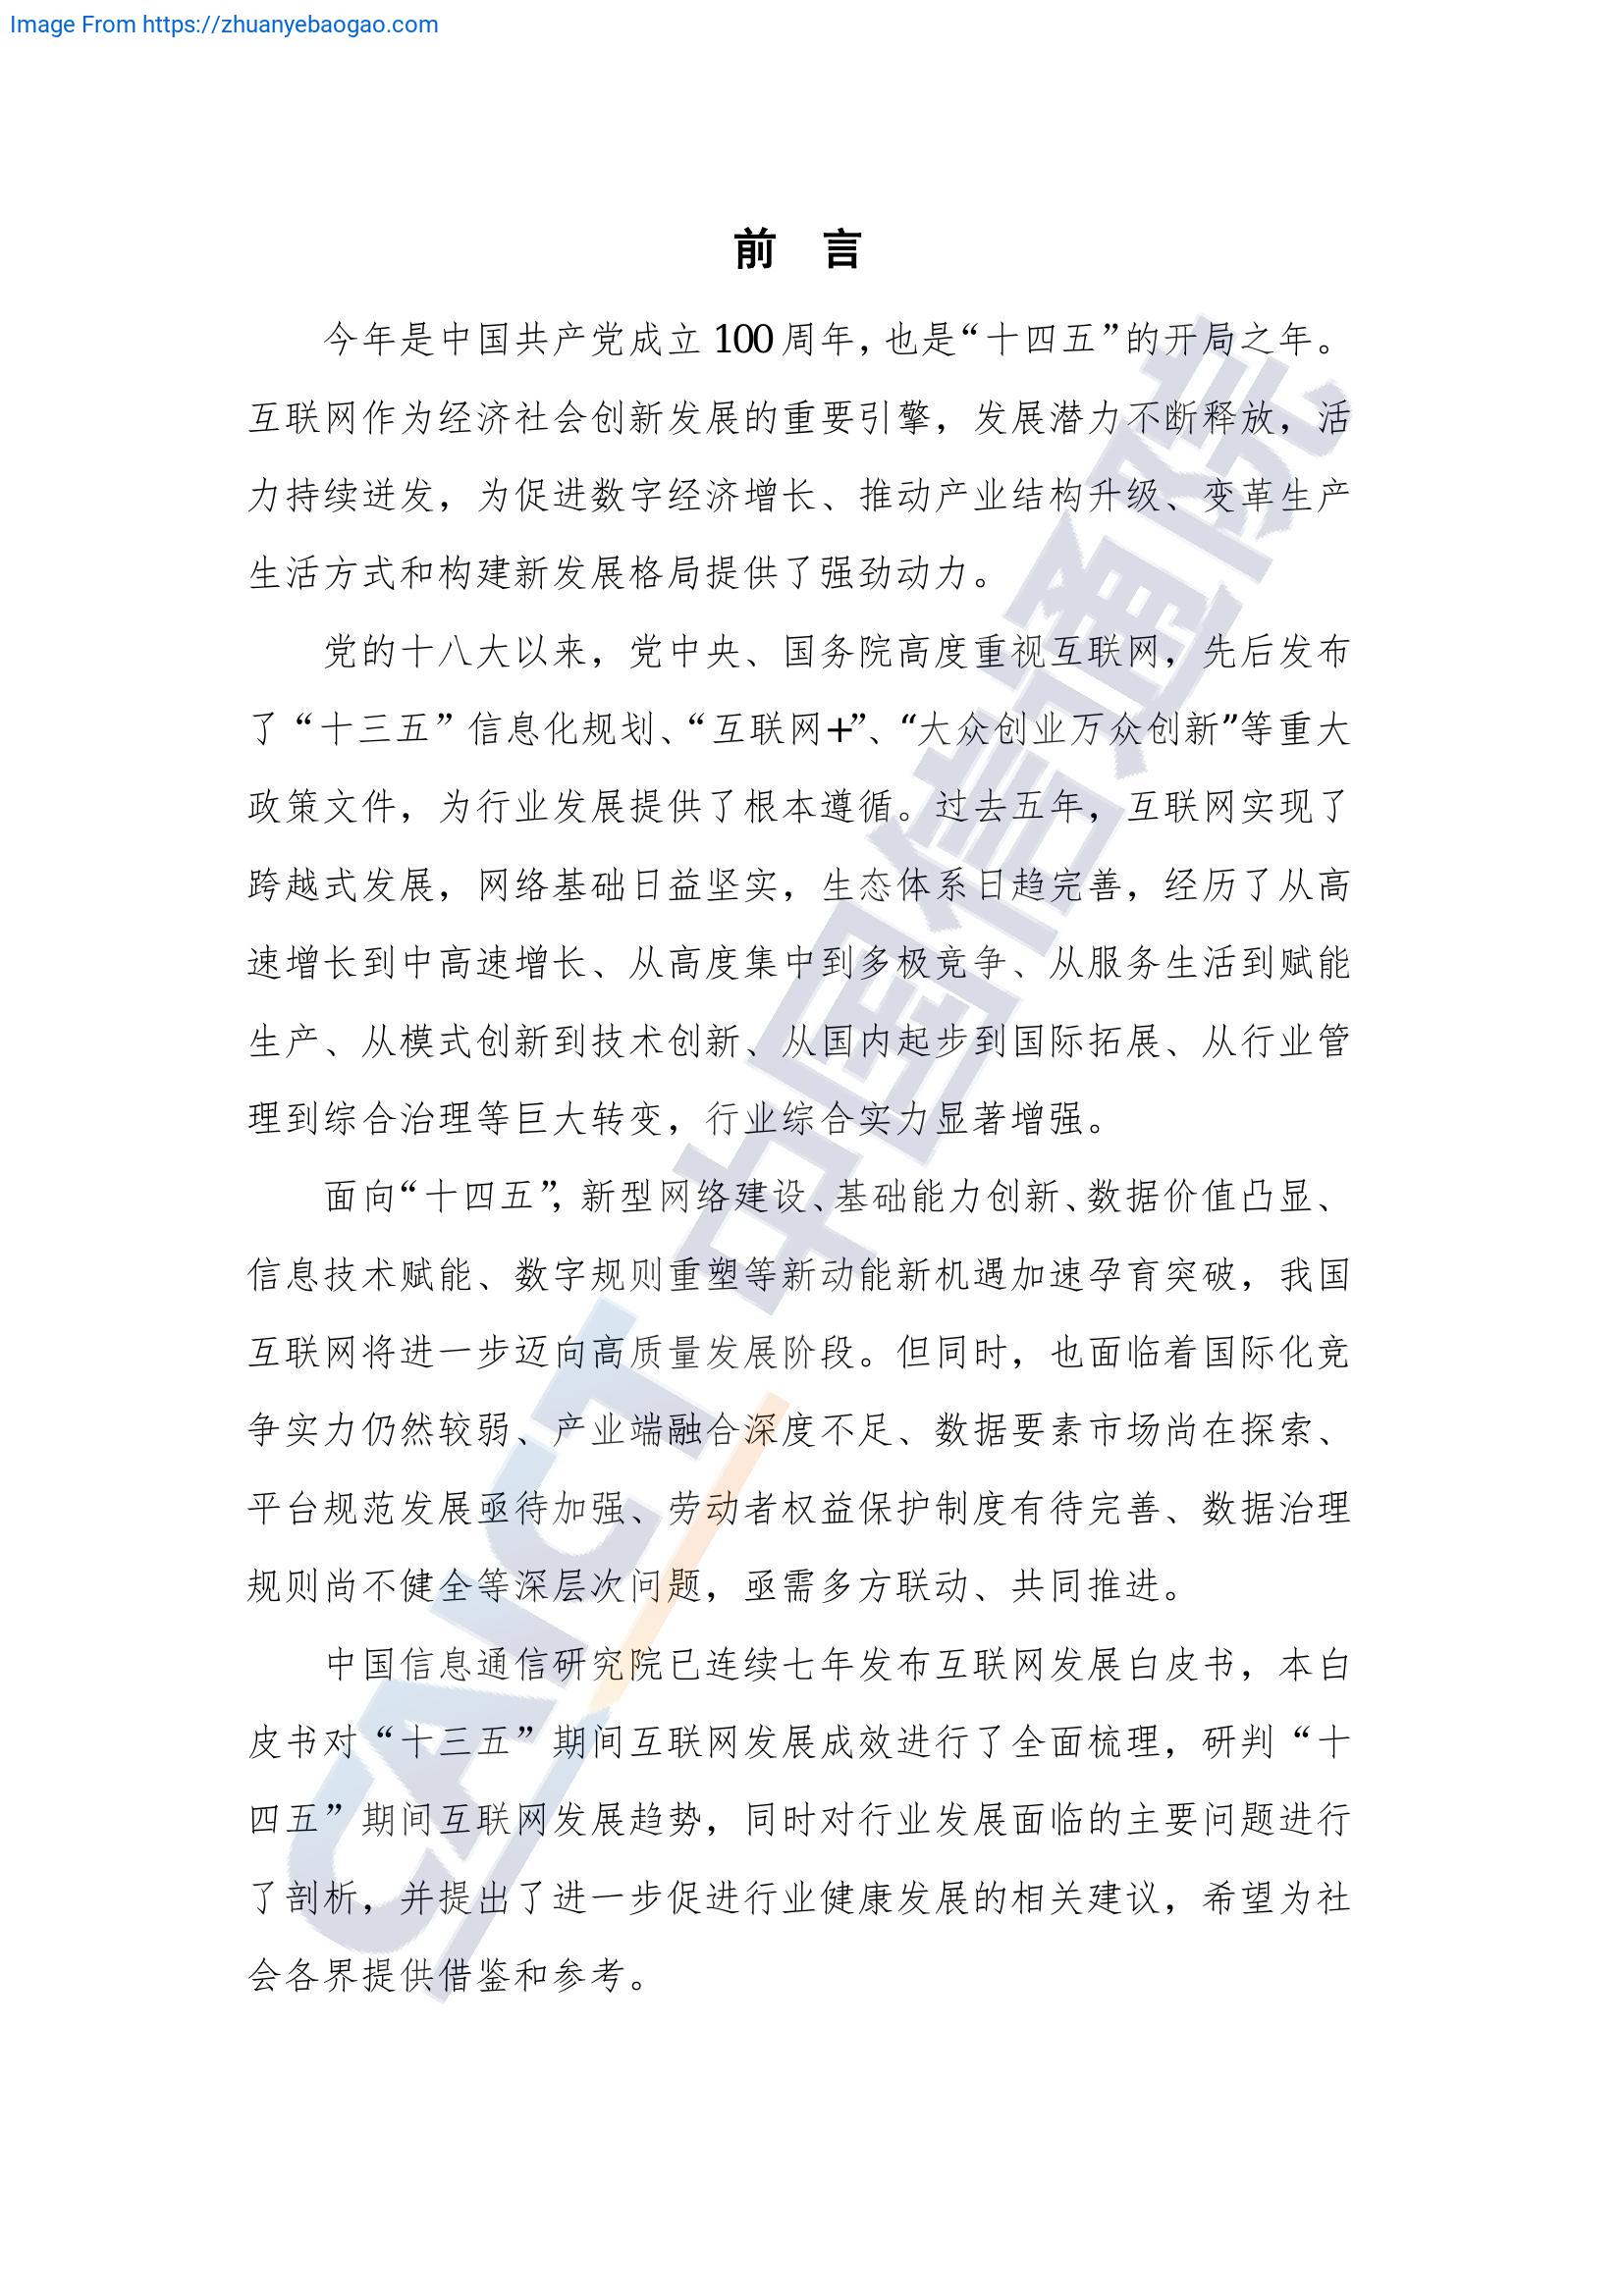 Image From https://zhuanyebaogao.com
前 言
今年是中国共产党成立 100 周年，也是“十四五”的开局之年。
互联网作为经济社会创新发展的重要引擎，发展潜力不断释放，活
力持续迸发，为促进数字经济增长、推动产业结构升级、变革生产
生活方式和构建新发展格局提供了强劲动力。
党的十八大以来，党中央、国务院高度重视互联网，先后发布
了“十三五”信息化规划、“互联网+”、“大众创业万众创新”等重大
政策文件，为行业发展提供了根本遵循。过去五年，互联网实现了
跨越式发展，网络基础日益坚实，生态体系日趋完善，经历了从高
速增长到中高速增长、从高度集中到多极竞争、从服务生活到赋能
生产、从模式创新到技术创新、从国内起步到国际拓展、从行业管
理到综合治理等巨大转变，行业综合实力显著增强。
面向“十四五”，新型网络建设、基础能力创新、数据价值凸显、
信息技术赋能、数字规则重塑等新动能新机遇加速孕育突破，我国
互联网将进一步迈向高质量发展阶段。但同时，也面临着国际化竞
争实力仍然较弱、产业端融合深度不足、数据要素市场尚在探索、
平台规范发展亟待加强、劳动者权益保护制度有待完善、数据治理
规则尚不健全等深层次问题，亟需多方联动、共同推进。
中国信息通信研究院已连续七年发布互联网发展白皮书，本白
皮书对“十三五”期间互联网发展成效进行了全面梳理，研判“十
四五”期间互联网发展趋势，同时对行业发展面临的主要问题进行
了剖析，并提出了进一步促进行业健康发展的相关建议，希望为社
会各界提供借鉴和参考。
CAICT 中国信通院